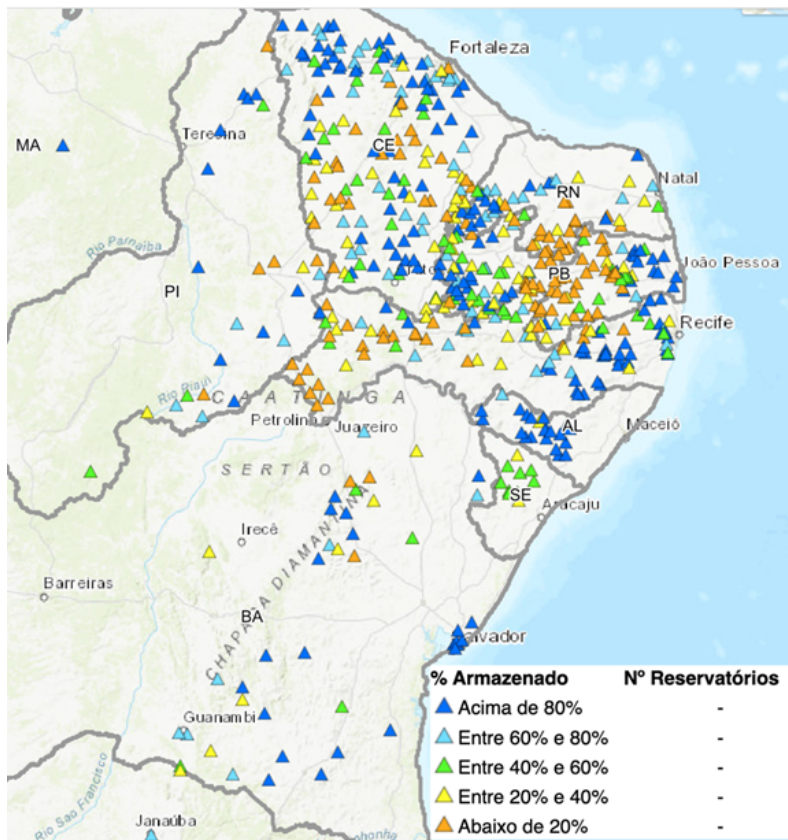 Fortaleza
MA
Teresina
CE
RN
Natal
Rio Parnaíba
João Pessoa
PB
PI
Recife
CAATINGA
Petrolina
Juazeiro
AL
Maceió
SERTÃO
SE
Aracaju
Irecê
CHAPADA DIAMANTINA
Barreiras
BA
Salvador
% Armazenado Nº Reservatórios
Acima de 80% -
Guanambi
Entre 60% e 80% -
Entre 40% e 60% -
Rio Sao Francisco
Entre 20% e 40% -
Janaúba
Abaixo de 20% -